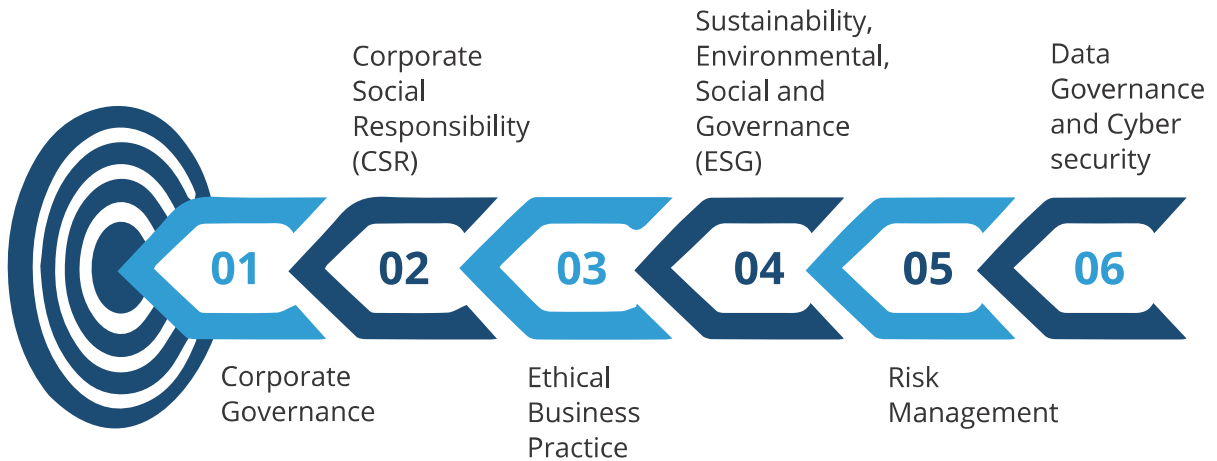 01
Corporate
Governance
02
Corporate
Social
Responsibility
(CSR)
03
Ethical
Business
Practice
04
Sustainability,
Environmental,
Social and
Governance
(ESG)
05
Risk
Management
06
Data
Governance
and Cyber
security